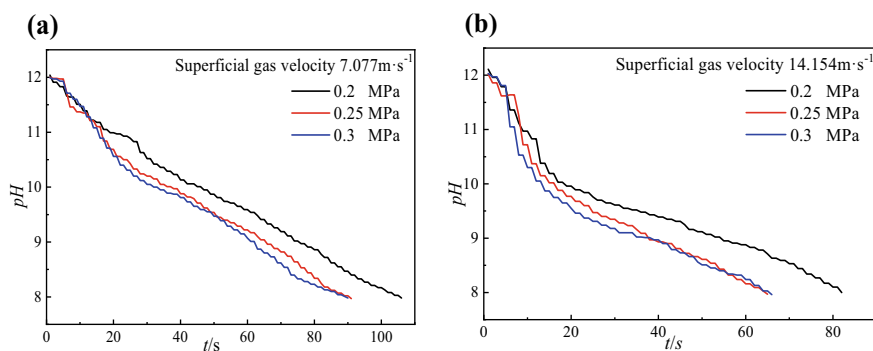 (a)
Superficial gas velocity 7.077m·s⁻¹
0.2 MPa
0.25 MPa
0.3 MPa
12
11
10
9
8
pH
0 20 40 60 80 100
t/s
(b)
Superficial gas velocity 14.154m·s⁻¹
0.2 MPa
0.25 MPa
0.3 MPa
12
11
10
9
8
pH
0 20 40 60 80
t/s